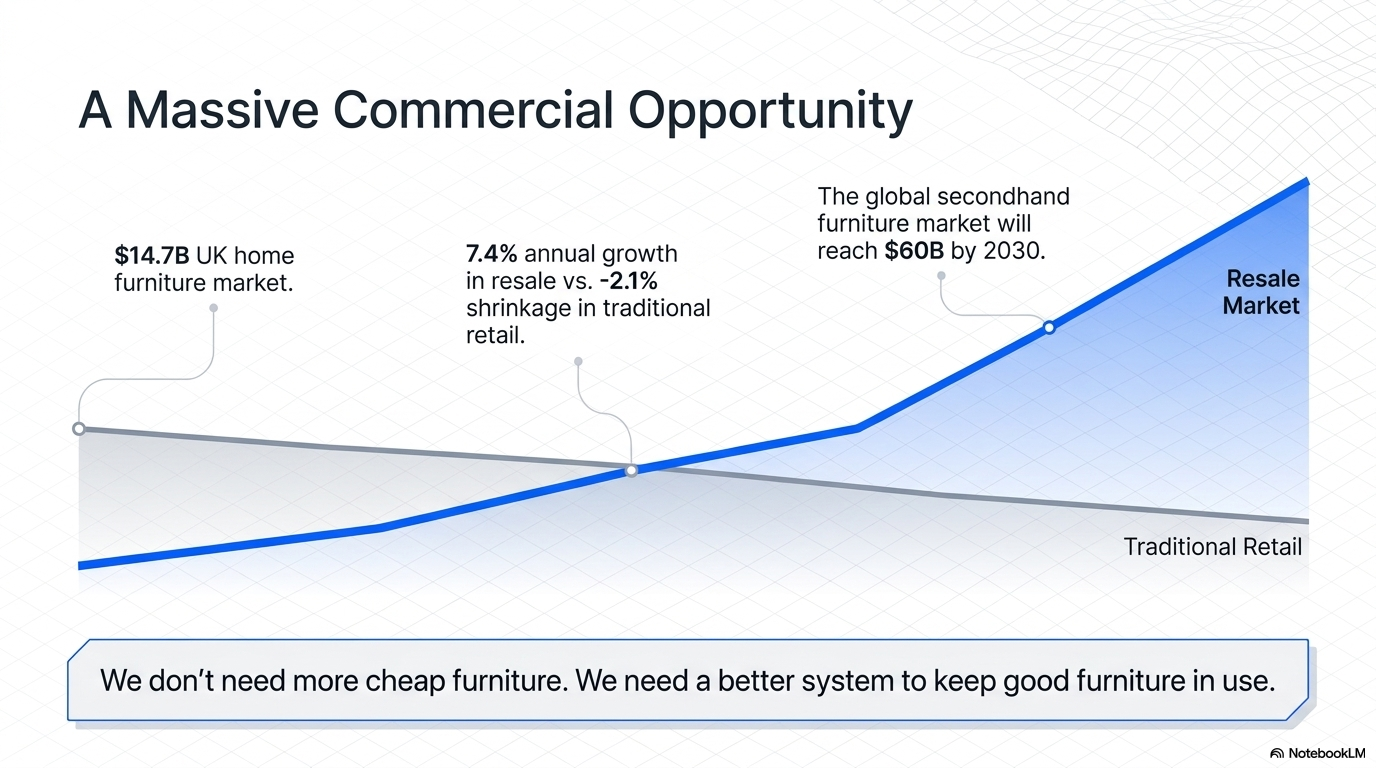 A Massive Commercial Opportunity
$14.7B UK home
furniture market.
7.4% annual growth
in resale vs. -2.1%
shrinkage in traditional
retail.
The global secondhand
furniture market will
reach $60B by 2030.
Resale
Market
Traditional Retail
We don’t need more cheap furniture. We need a better system to keep good furniture in use.
NotebookLM